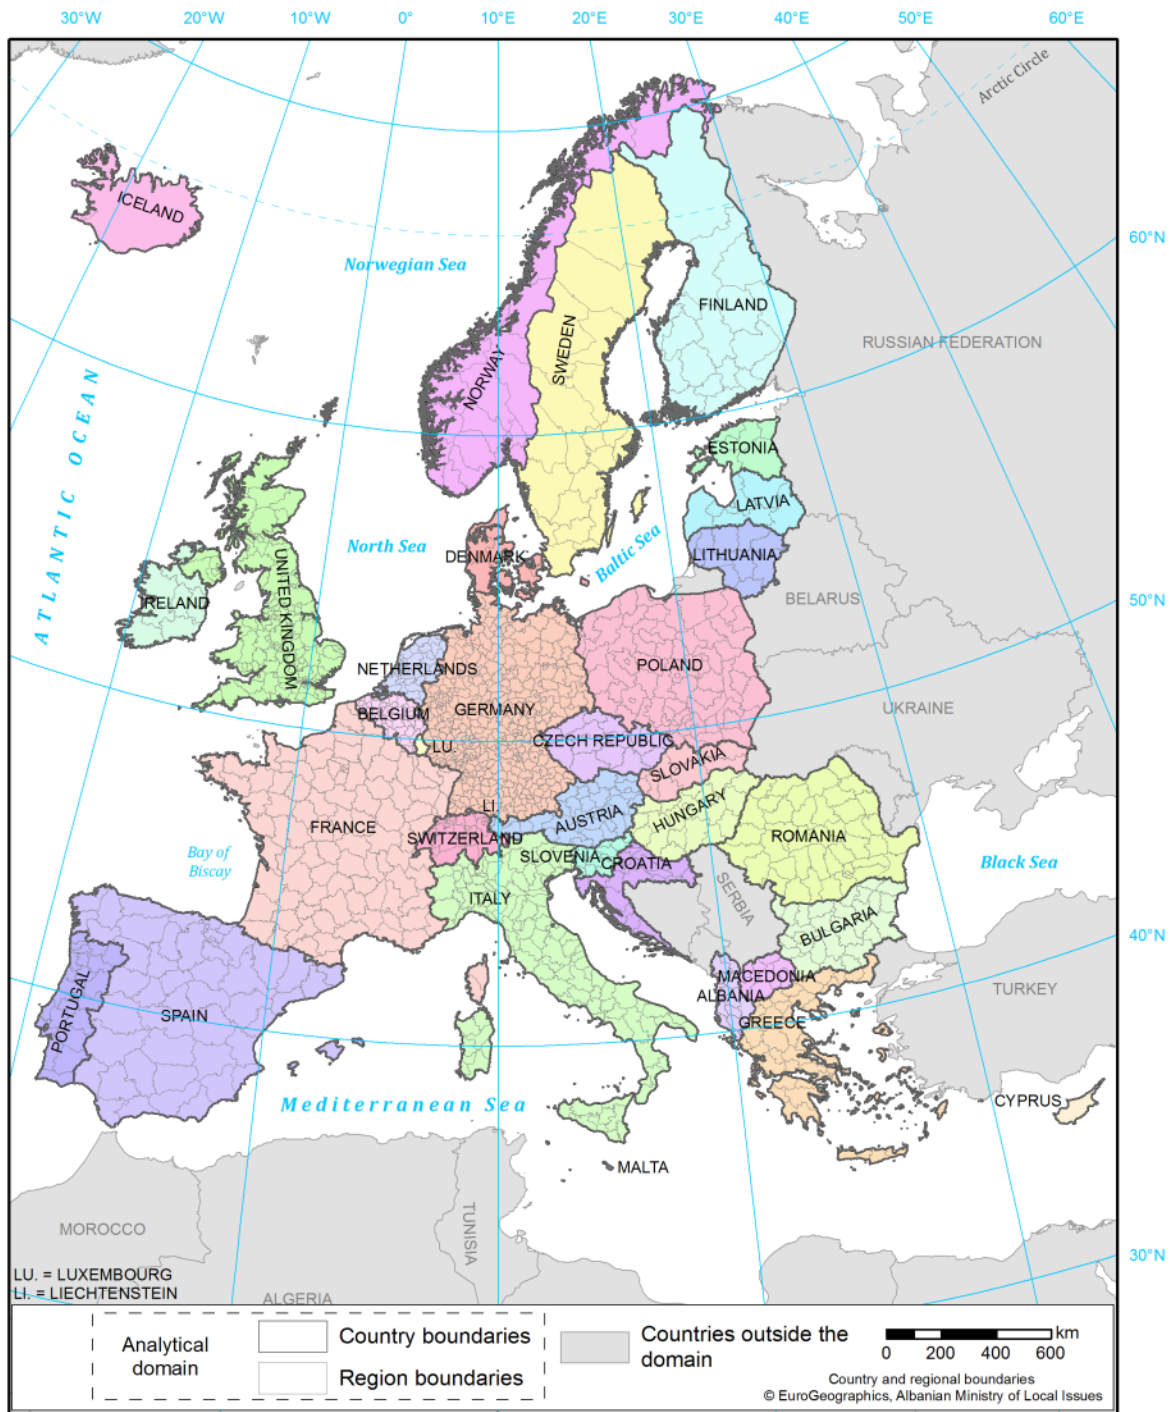 30°W 20°W 10°W 0° 10°E 20°E 30°E 40°E 50°E 60°E
Arctic Circle
ICELAND
60°N
Norwegian Sea
FINLAND
RUSSIAN FEDERATION
SWEDEN
NORWAY
ATLANTIC OCEAN
ESTONIA
LATVIA
North Sea
DENMARK
Baltic Sea
LITHUANIA
BELARUS
50°N
IRELAND
UNITED KINGDOM
NETHERLANDS
POLAND
BELGIUM
GERMANY
UKRAINE
LU.
CZECH REPUBLIC
SLOVAKIA
LI.
FRANCE
SWITZERLAND
AUSTRIA
HUNGARY
ROMANIA
Bay of
Biscay
SLOVENIA
CROATIA
Black Sea
ITALY
SERBIA
BULGARIA
40°N
MACEDONIA
ALBANIA
TURKEY
PORTUGAL
SPAIN
GREECE
Mediterranean Sea
CYPRUS
MALTA
MOROCCO
TUNISIA
30°N
LU. = LUXEMBOURG
LI. = LIECHTENSTEIN
ALGERIA
Analytical
domain
Country boundaries
Region boundaries
Countries outside the
domain
km
0 200 400 600
Country and regional boundaries
© EuroGeographics, Albanian Ministry of Local Issues